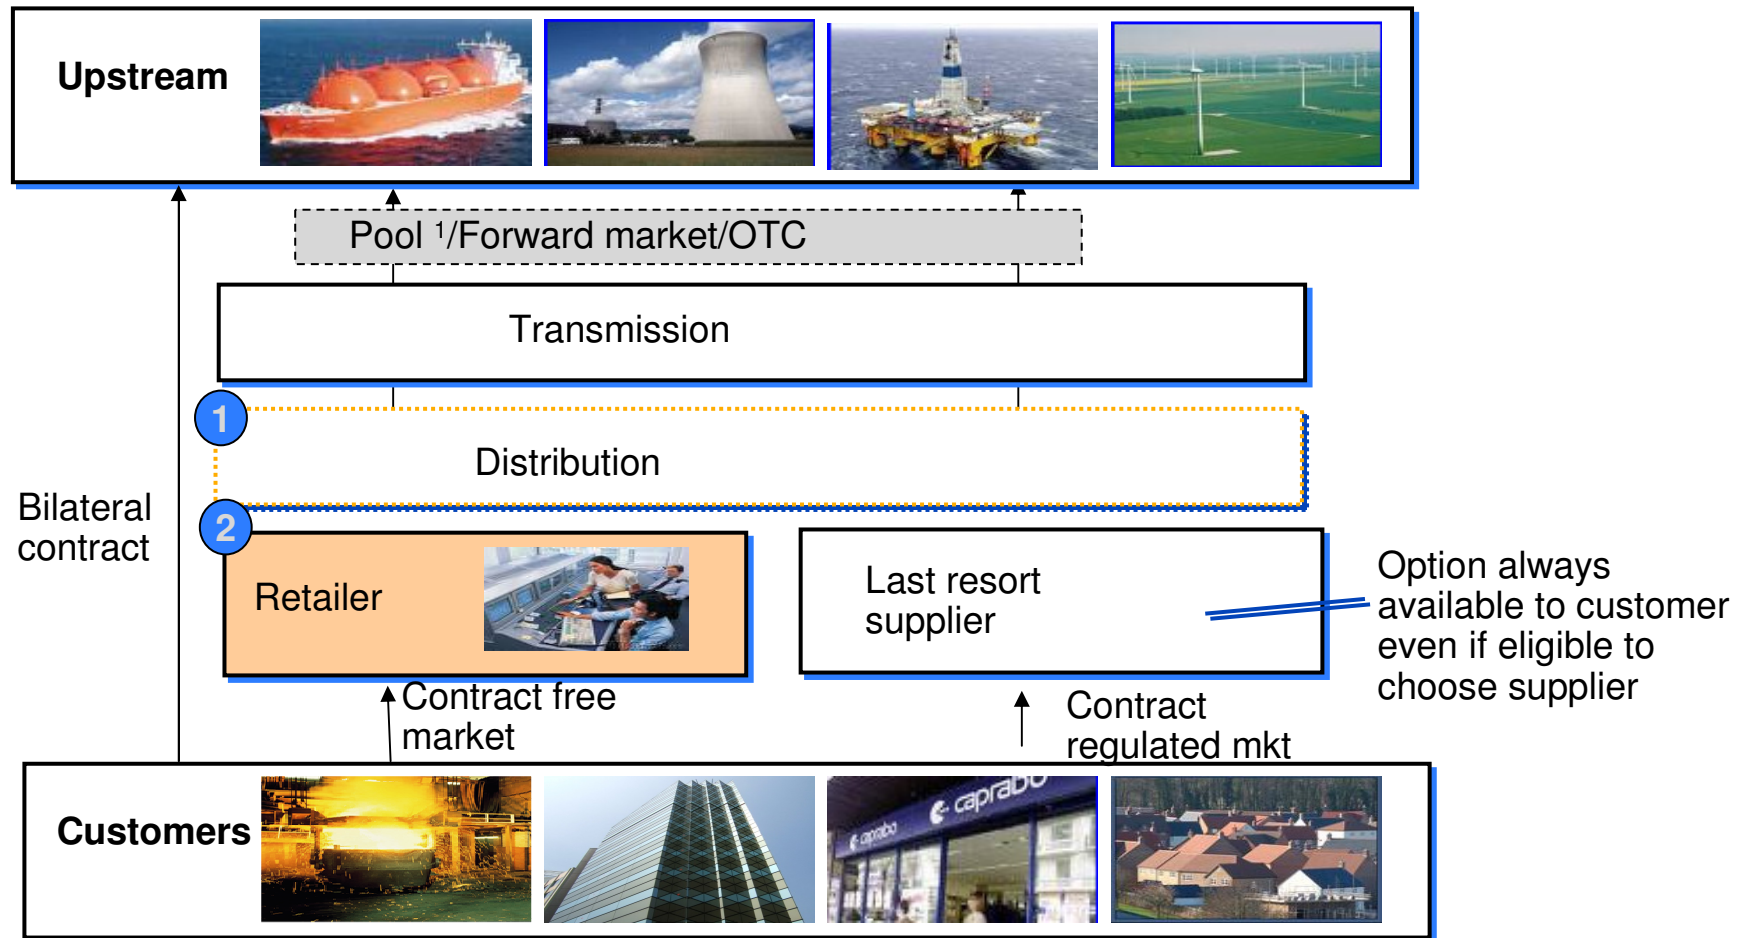 Upstream
Pool ¹/Forward market/OTC
Transmission
1
Distribution
Bilateral
contract
2
Retailer
Last resort
supplier
Option always
available to customer
even if eligible to
choose supplier
Contract free
market
Contract
regulated mkt
Customers
caprabo
caprabo